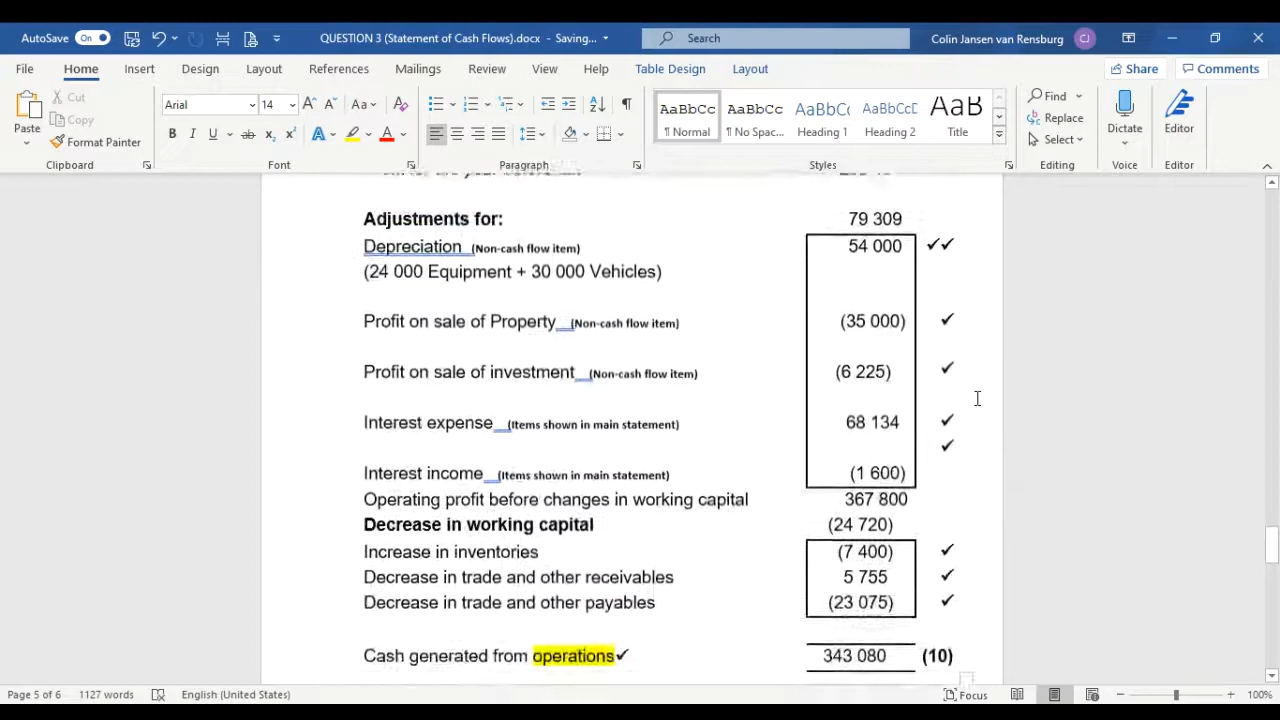 AutoSave On QUESTION 3 (Statement of Cash Flows).docx - Saving... Search Colin Jansen van Rensburg CJ
File Home Insert Design Layout References Mailings Review View Help Table Design Layout Share Comments
Paste Cut Copy Format Painter
Arial 14 A A Aa A
B I U ab x2 x2 A A
AaBbCc AaBbCc AaBbCc AaBbCcD AaB
¶ Normal ¶ No Spac... Heading 1 Heading 2 Title
Find Replace Select Dictate Editor
Clipboard Font Paragraph Styles Editing Voice Editor
Adjustments for: 79 309
Depreciation (Non-cash flow item) 54 000 ✓✓
(24 000 Equipment + 30 000 Vehicles)
Profit on sale of Property (Non-cash flow item) (35 000) ✓
Profit on sale of investment (Non-cash flow item) (6 225) ✓
Interest expense (Items shown in main statement) 68 134 ✓
✓
Interest income (Items shown in main statement) (1 600)
Operating profit before changes in working capital 367 800
Decrease in working capital (24 720)
Increase in inventories (7 400) ✓
Decrease in trade and other receivables 5 755 ✓
Decrease in trade and other payables (23 075) ✓
Cash generated from operations✓ 343 080 (10)
Page 5 of 6 1127 words English (United States) Focus 100%